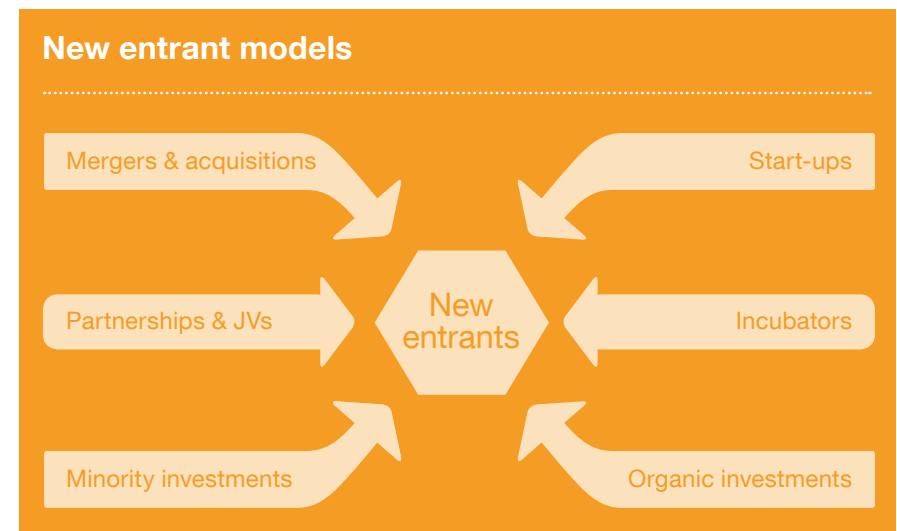 New entrant models
Mergers & acquisitions
Start-ups
Partnerships & JVs
New
entrants
Incubators
Minority investments
Organic investments